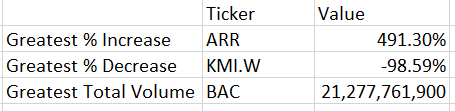 Ticker Value
Greatest % Increase ARR 491.30%
Greatest % Decrease KMI.W -98.59%
Greatest Total Volume BAC 21,277,761,900